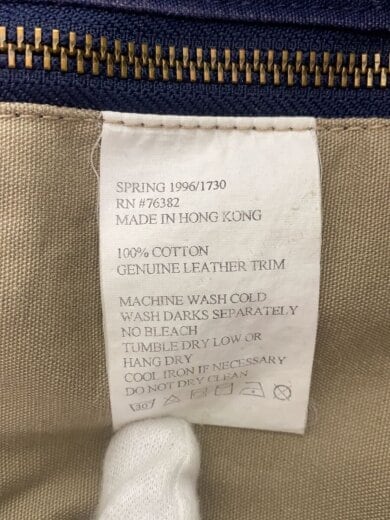 SPRING 1996/1730
RN #76382
MADE IN HONG KONG
100% COTTON
GENUINE LEATHER TRIM
MACHINE WASH COLD
WASH DARKS SEPARATELY
NO BLEACH
TUMBLE DRY LOW OR
HANG DRY
COOL IRON IF NECESSARY
DO NOT DRY CLEAN
30